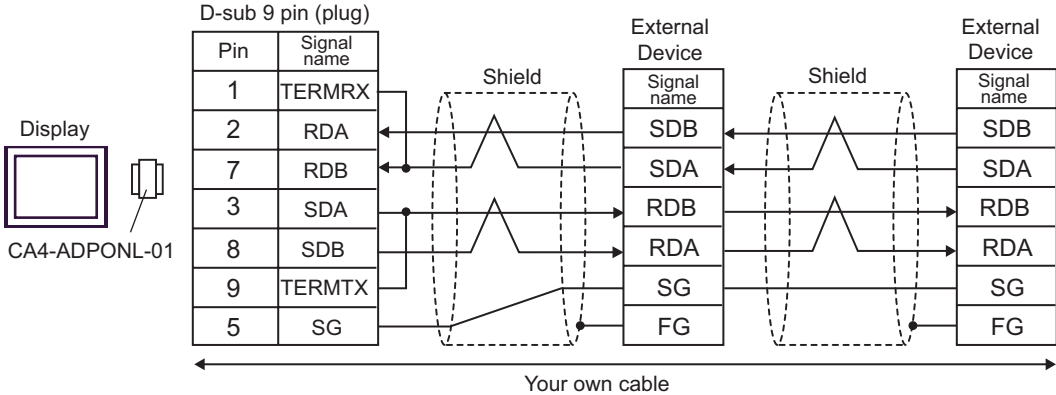 D-sub 9 pin (plug)
External
Device
External
Device
Pin
Signal
name
Shield
Signal
name
Shield
Signal
name
1
TERMRX
Display
2
RDA
SDB
SDB
7
RDB
SDA
SDA
3
SDA
RDB
RDB
CA4-ADPONL-01
8
SDB
RDA
RDA
9
TERMTX
SG
SG
5
SG
FG
FG
Your own cable